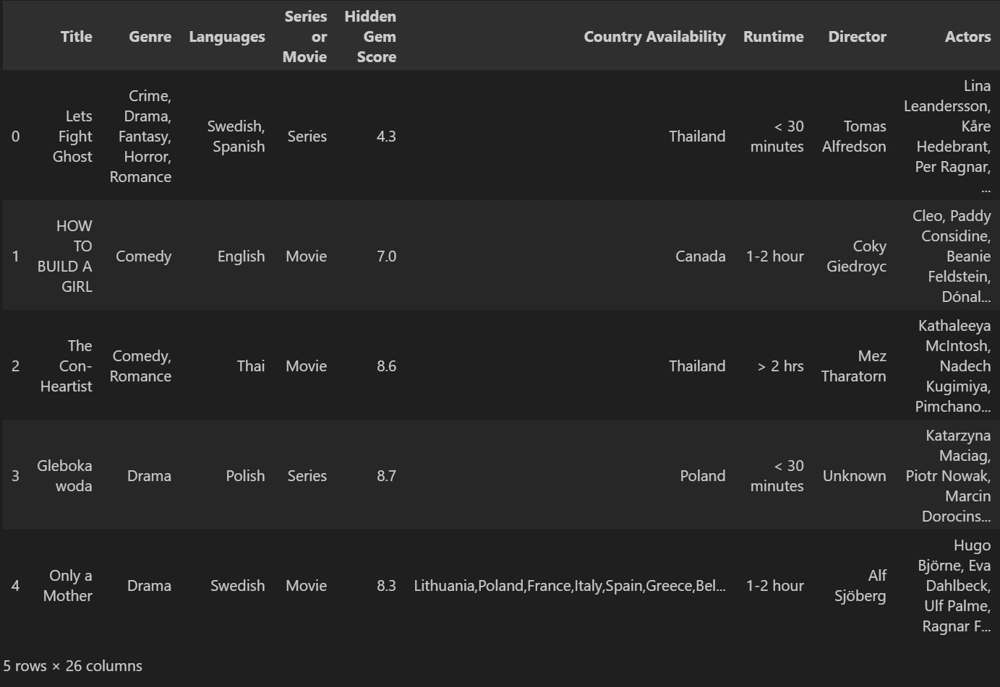 Title Genre Languages Series or Movie Hidden Gem Score Country Availability Runtime Director Actors
0 Lets Fight Ghost Crime, Drama, Fantasy, Horror, Romance Swedish, Spanish Series 4.3 Thailand < 30 minutes Tomas Alfredson Lina Leandersson, Kåre Hedebrant, Per Ragnar, ...
1 HOW TO BUILD A GIRL Comedy English Movie 7.0 Canada 1-2 hour Coky Giedroyc Cleo, Paddy Considine, Beanie Feldstein, Dónal...
2 The Con-Heartist Comedy, Romance Thai Movie 8.6 Thailand > 2 hrs Mez Tharatorn Kathaleeya McIntosh, Nadech Kugimiya, Pimchano...
3 Gleboka woda Drama Polish Series 8.7 Poland < 30 minutes Unknown Katarzyna Maciag, Piotr Nowak, Marcin Dorocins...
4 Only a Mother Drama Swedish Movie 8.3 Lithuania,Poland,France,Italy,Spain,Greece,Bel... 1-2 hour Alf Sjöberg Hugo Björne, Eva Dahlbeck, Ulf Palme, Ragnar F...
5 rows × 26 columns